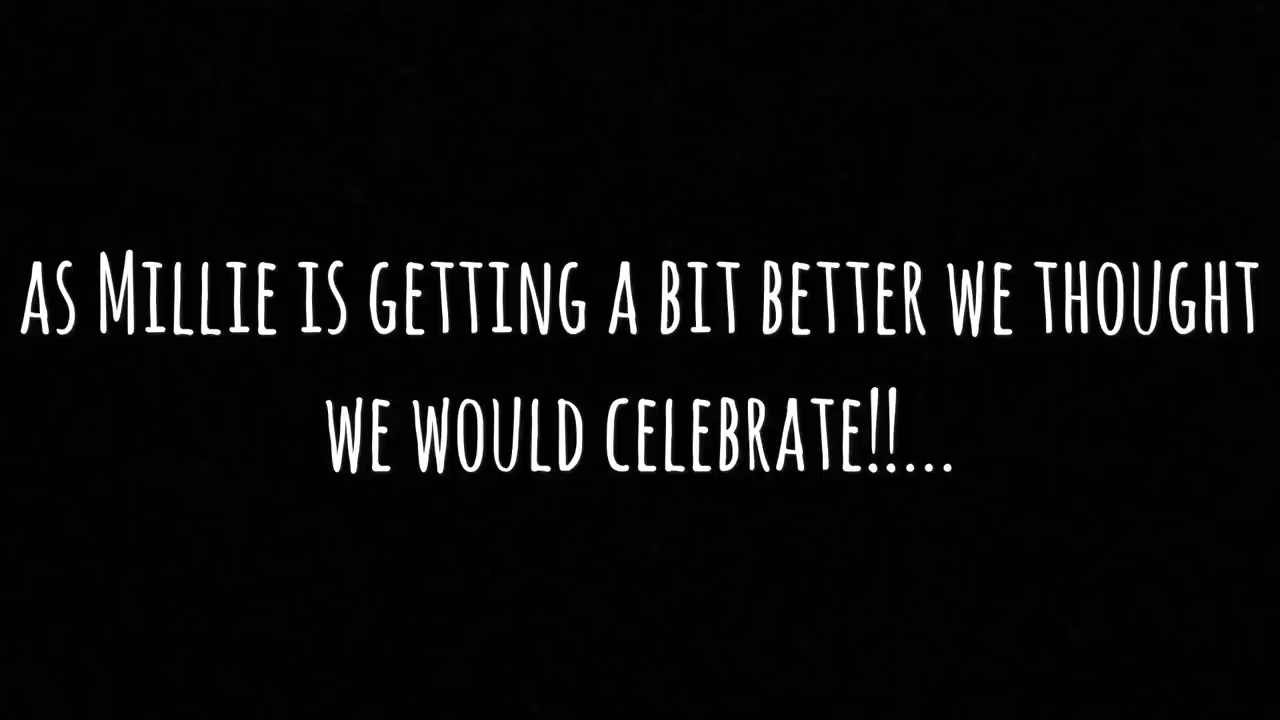 as Millie is getting a bit better we thought
we would celebrate!!...